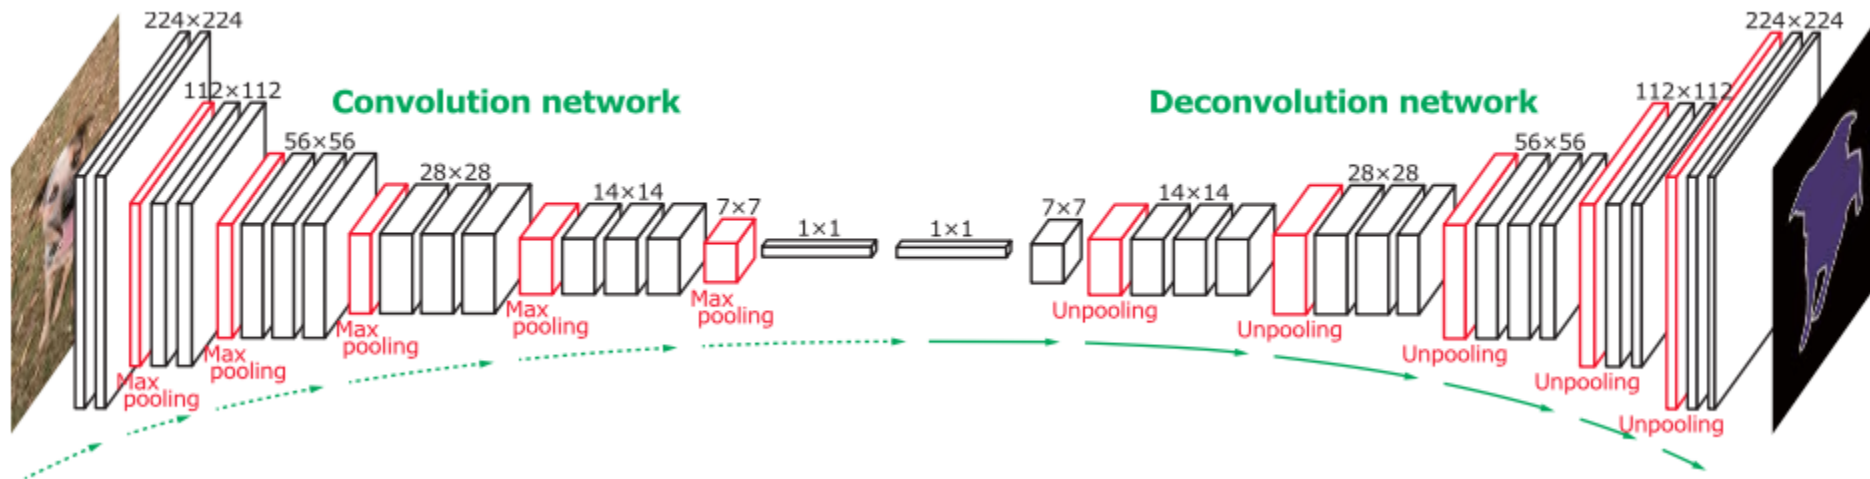 224×224
112×112
Convolution network
56×56
28×28
14×14
7×7
1×1
1×1
7×7
14×14
28×28
Deconvolution network
56×56
112×112
224×224
Max
pooling
Max
pooling
Max
pooling
Max
pooling
Max
pooling
Unpooling
Unpooling
Unpooling
Unpooling
Unpooling